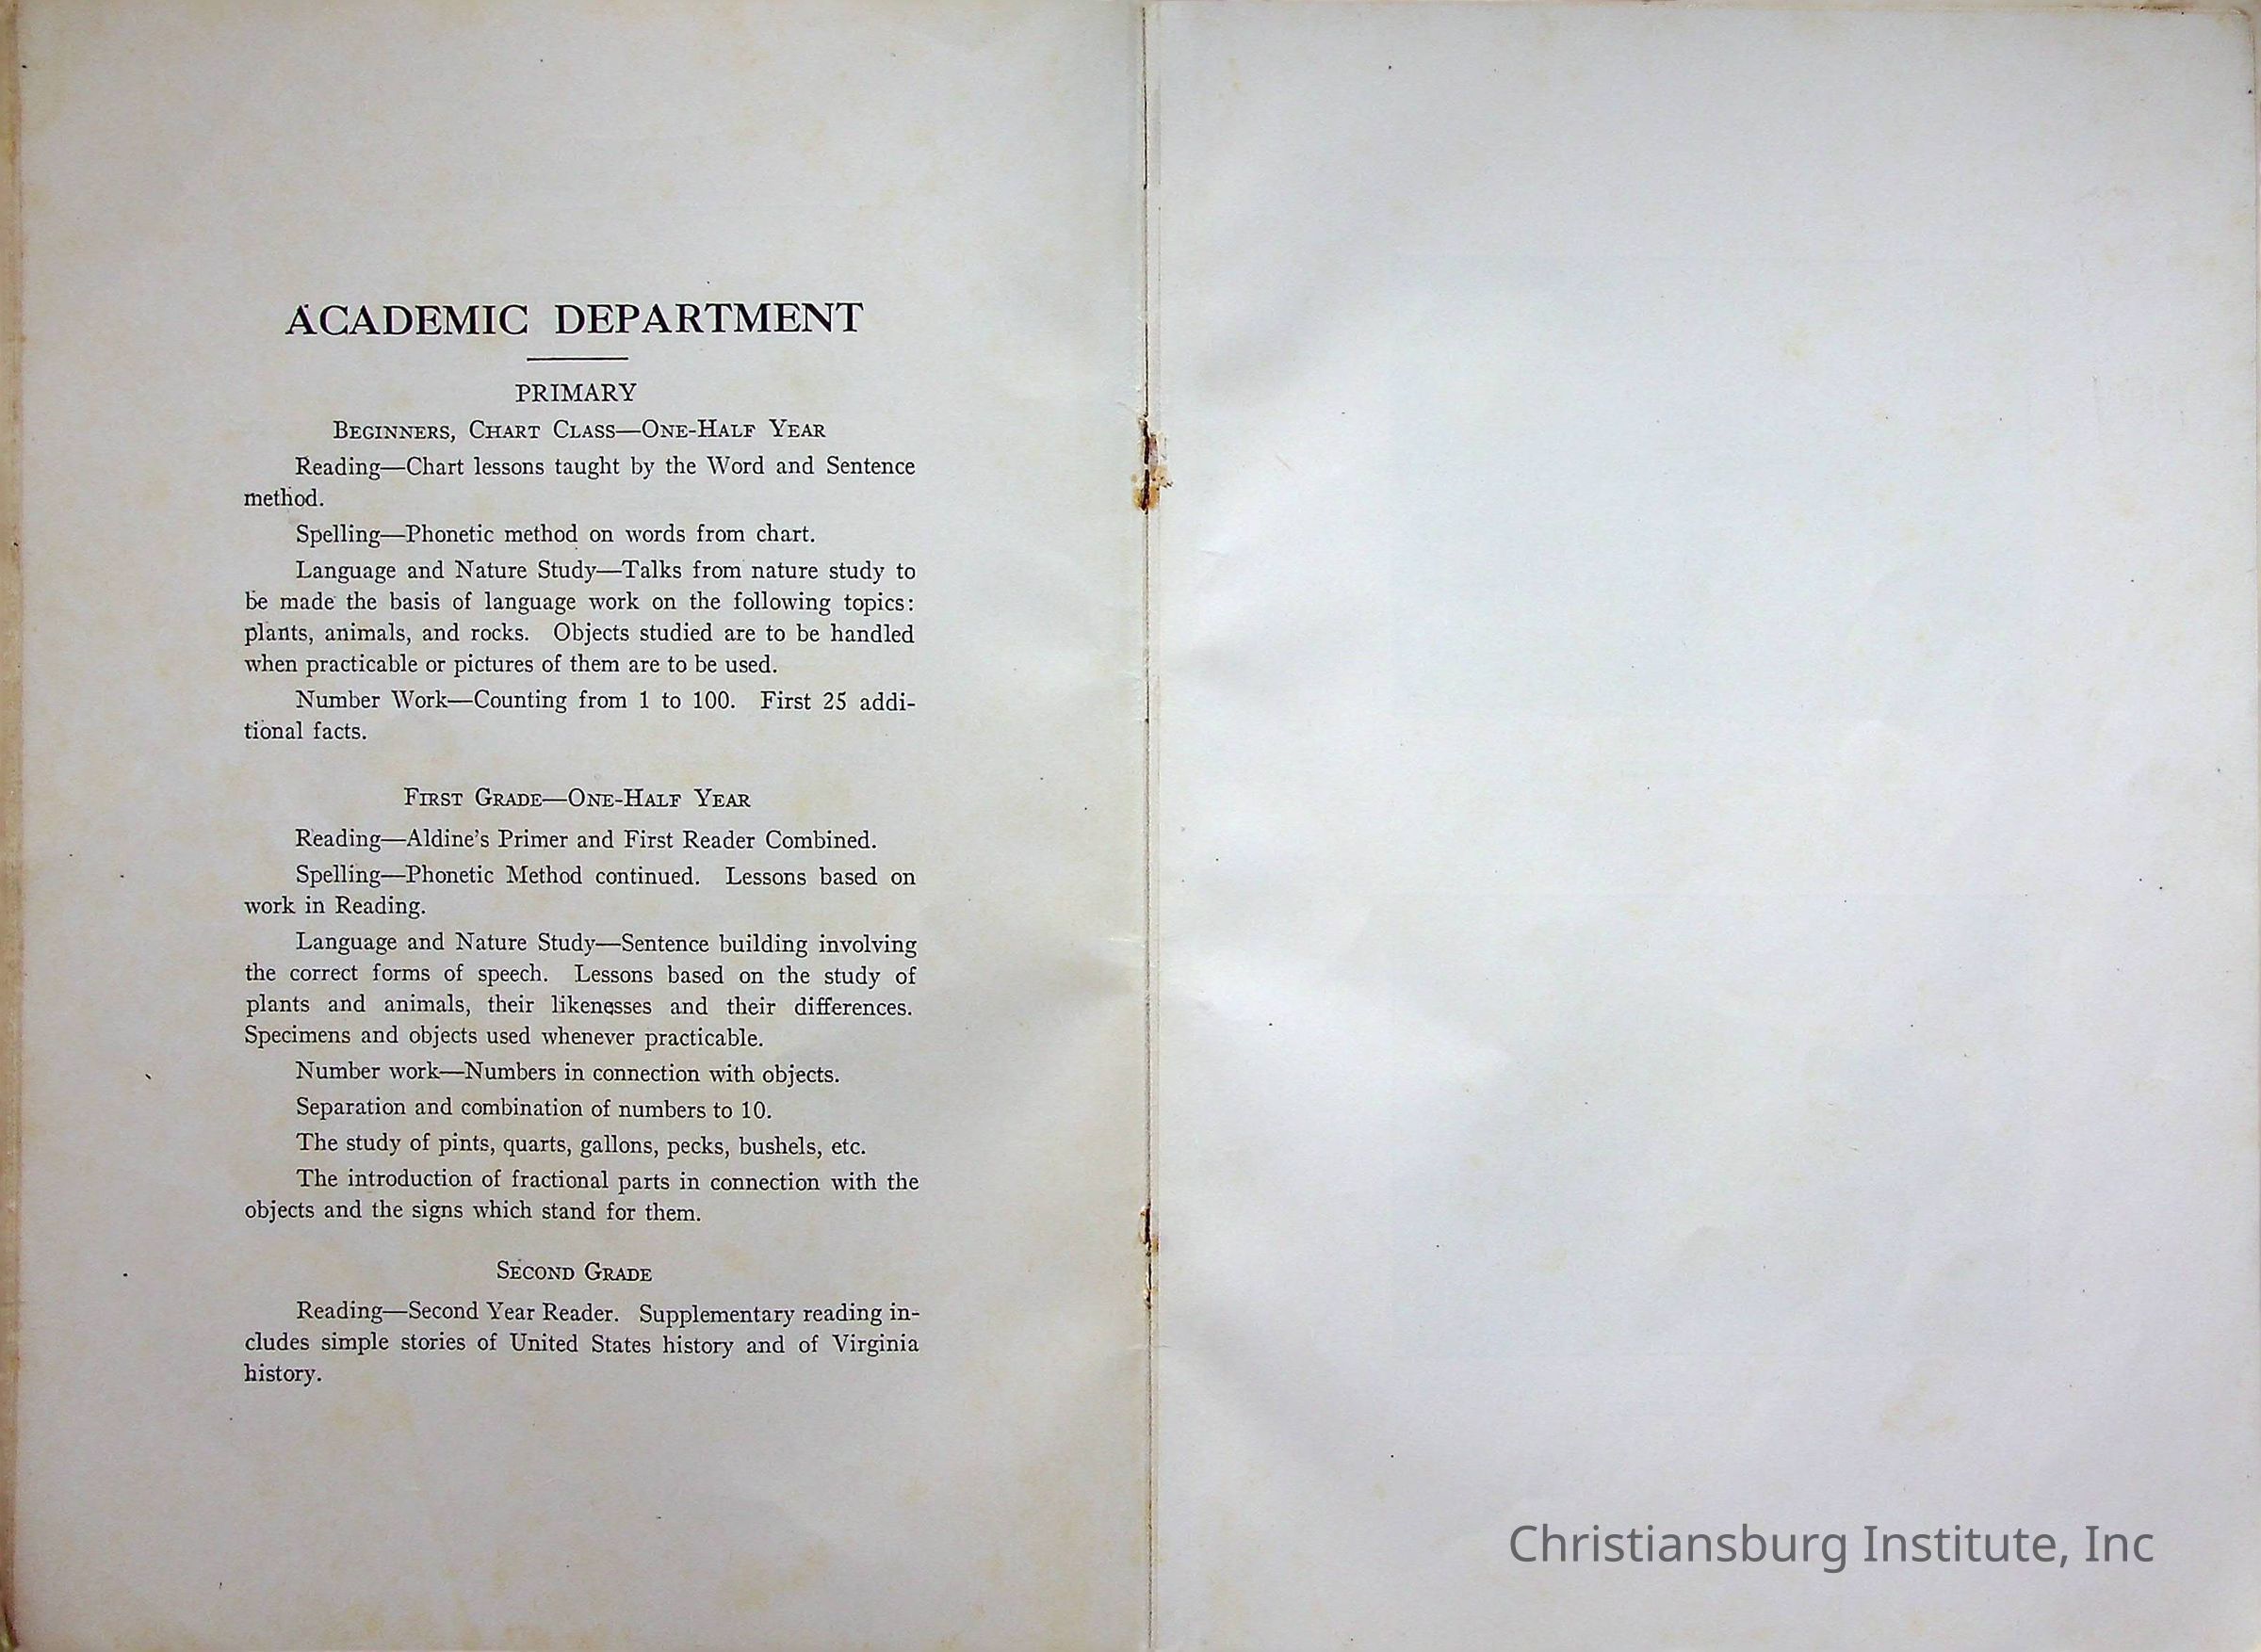 ACADEMIC DEPARTMENT
PRIMARY
BEGINNERS, CHART CLASS—ONE-HALF YEAR
Reading—Chart lessons taught by the Word and Sentence
method.
Spelling—Phonetic method on words from chart.
Language and Nature Study—Talks from nature study to
be made the basis of language work on the following topics:
plants, animals, and rocks. Objects studied are to be handled
when practicable or pictures of them are to be used.
Number Work—Counting from 1 to 100. First 25 addi-
tional facts.
FIRST GRADE—ONE-HALF YEAR
Reading—Aldine's Primer and First Reader Combined.
Spelling—Phonetic Method continued. Lessons based on
work in Reading.
Language and Nature Study—Sentence building involving
the correct forms of speech. Lessons based on the study of
plants and animals, their likenesses and their differences.
Specimens and objects used whenever practicable.
Number work—Numbers in connection with objects.
Separation and combination of numbers to 10.
The study of pints, quarts, gallons, pecks, bushels, etc.
The introduction of fractional parts in connection with the
objects and the signs which stand for them.
SECOND GRADE
Reading—Second Year Reader. Supplementary reading in-
cludes simple stories of United States history and of Virginia
history.
Christiansburg Institute, Inc